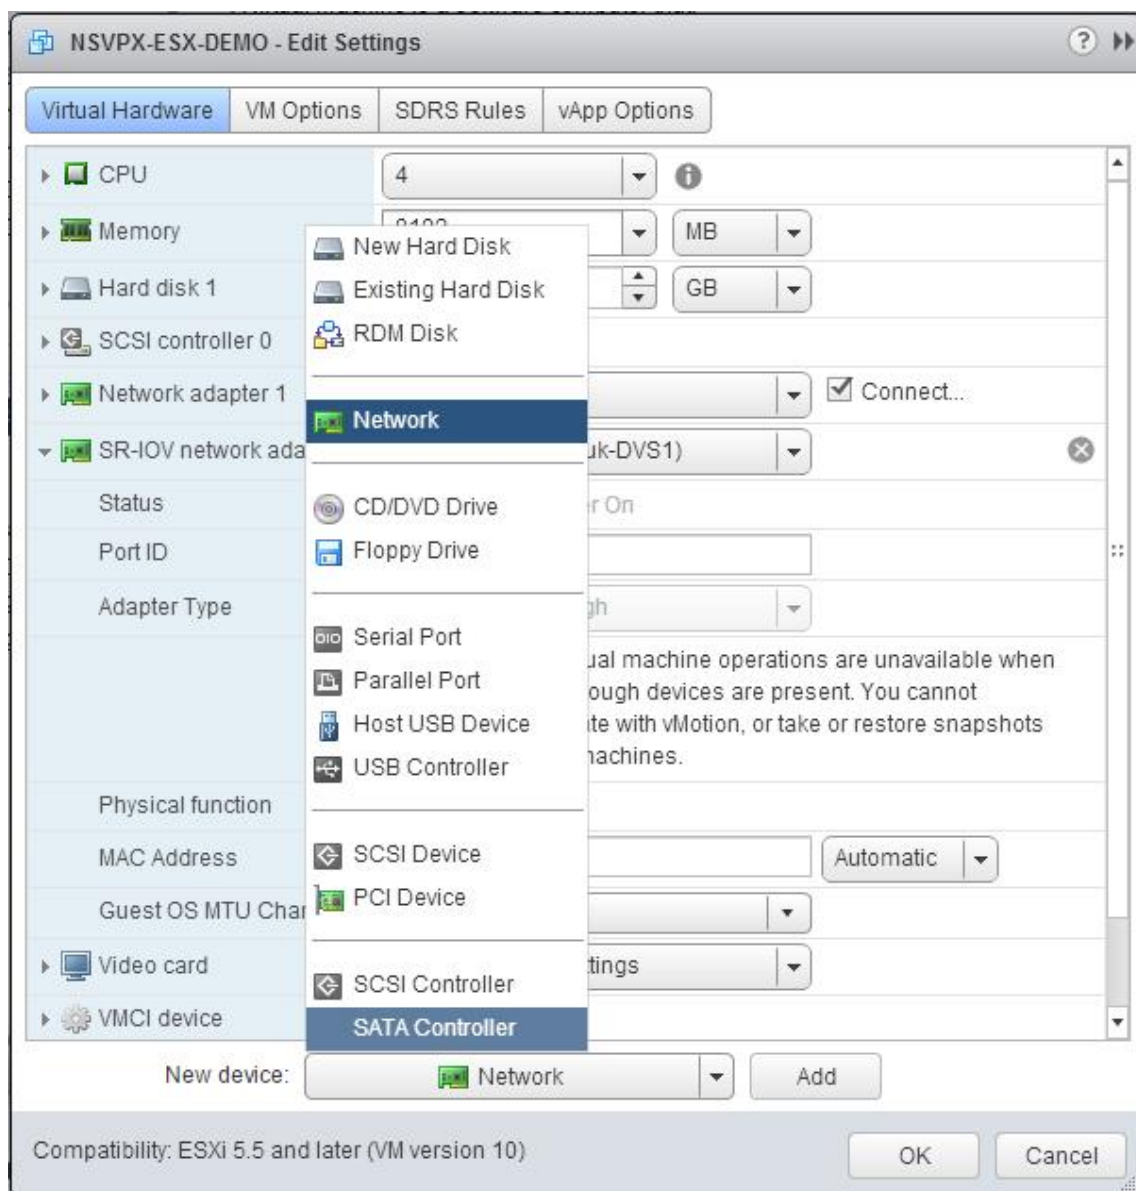 NSVPX-ESX-DEMO - Edit Settings
Virtual Hardware VM Options SDRS Rules vApp Options
CPU 4
Memory MB
New Hard Disk
Hard disk 1 GB
Existing Hard Disk
SCSI controller 0
RDM Disk
Network adapter 1 Connect...
Network
SR-IOV network ada uk-DVS1)
Status r On
CD/DVD Drive
Port ID
Floppy Drive
Adapter Type gh
Serial Port
ual machine operations are unavailable when
Parallel Port
ough devices are present. You cannot
Host USB Device
te with vMotion, or take or restore snapshots
USB Controller
machines.
Physical function
MAC Address Automatic
SCSI Device
PCI Device
Guest OS MTU Char
Video card ttings
SCSI Controller
VMCI device
SATA Controller
New device: Network Add
Compatibility: ESXi 5.5 and later (VM version 10) OK Cancel